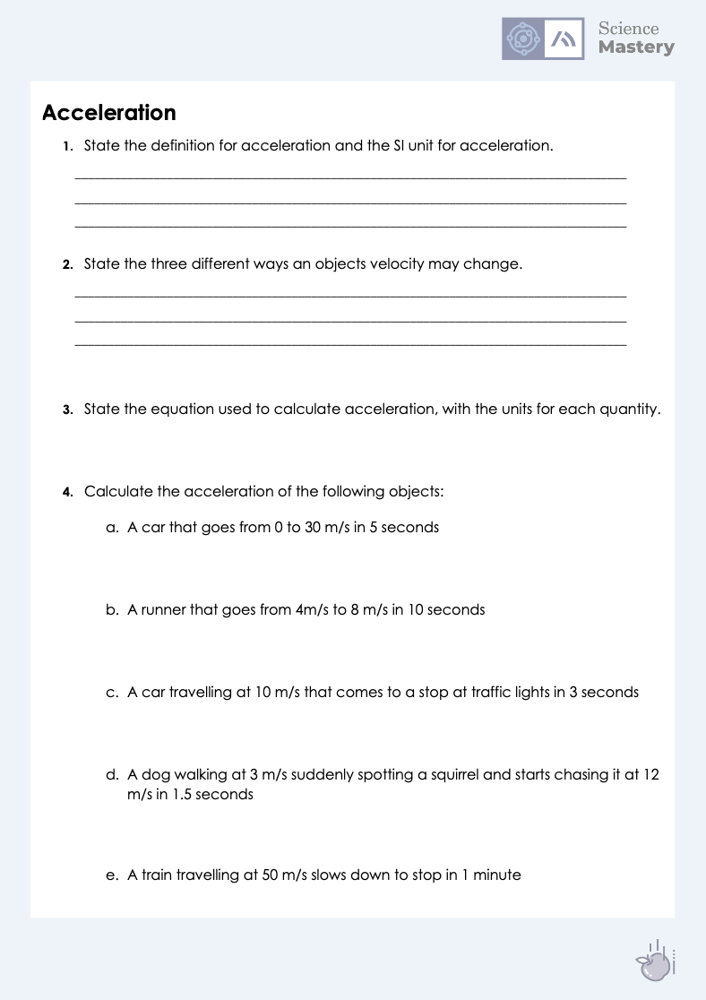 Science
Mastery
Acceleration
1. State the definition for acceleration and the SI unit for acceleration.
2. State the three different ways an objects velocity may change.
3. State the equation used to calculate acceleration, with the units for each quantity.
4. Calculate the acceleration of the following objects:
a. A car that goes from 0 to 30 m/s in 5 seconds
b. A runner that goes from 4m/s to 8 m/s in 10 seconds
c. A car travelling at 10 m/s that comes to a stop at traffic lights in 3 seconds
d. A dog walking at 3 m/s suddenly spotting a squirrel and starts chasing it at 12
m/s in 1.5 seconds
e. A train travelling at 50 m/s slows down to stop in 1 minute